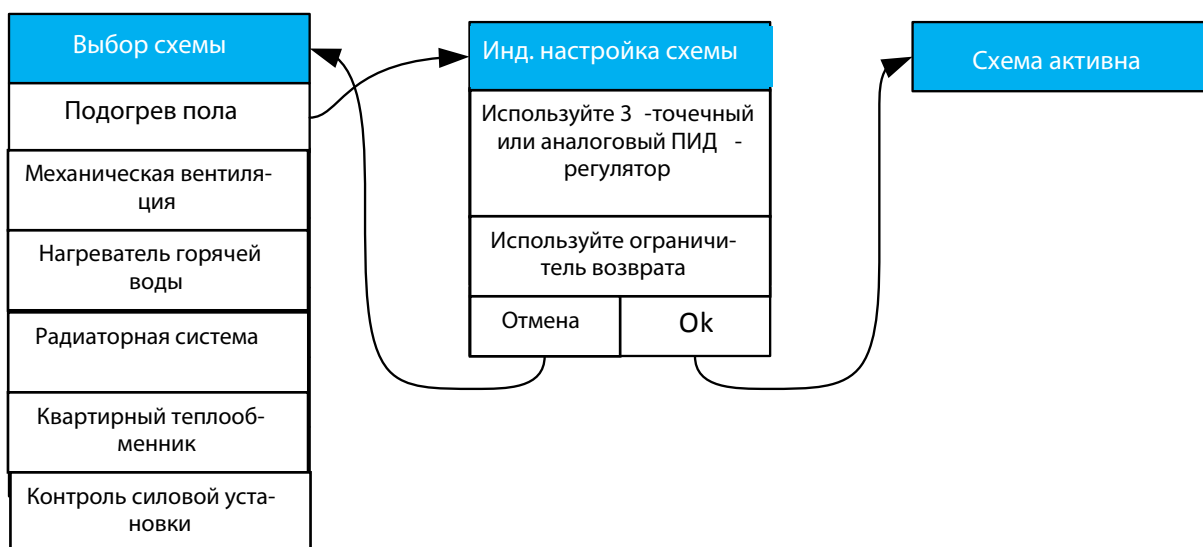 Выбор схемы
Подогрев пола
Механическая вентиля-
ция
Нагреватель горячей
воды
Радиаторная система
Квартирный теплооб-
менник
Контроль силовой уста-
новки
Инд. настройка схемы
Используйте 3 -точечный
или аналоговый ПИД -
регулятор
Используйте ограничи-
тель возврата
Отмена
Ok
Схема активна